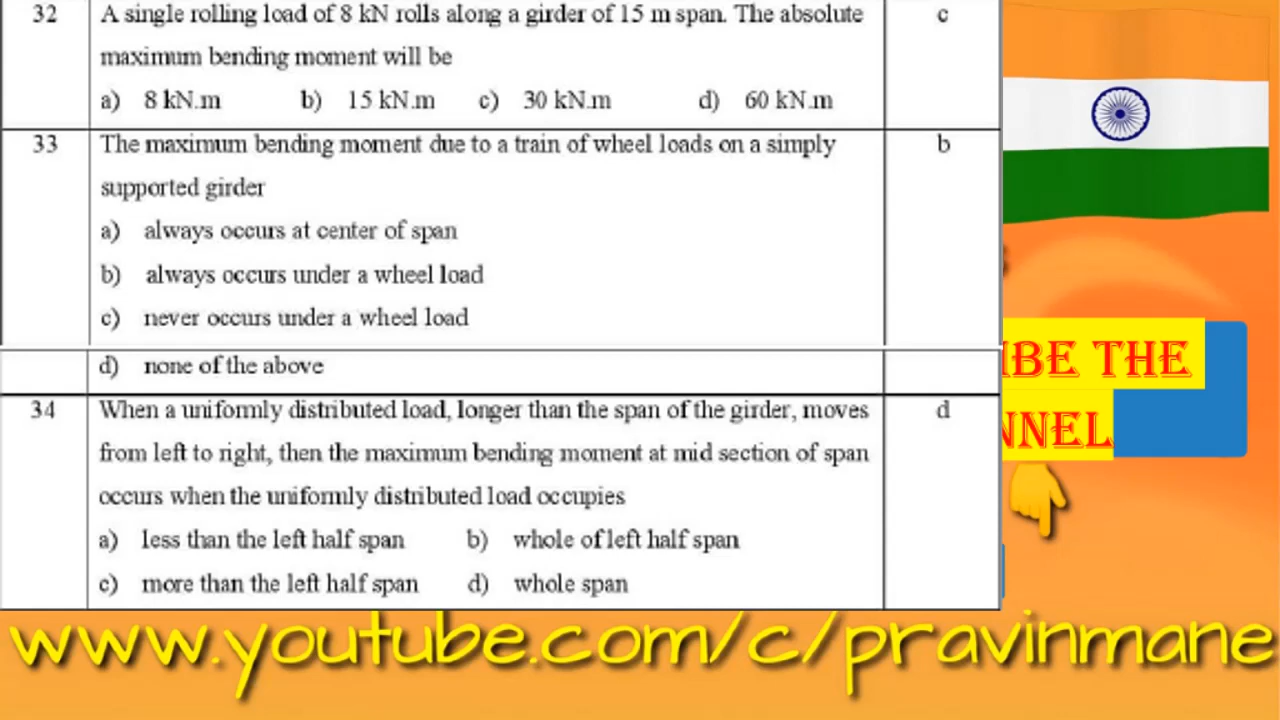 32 A single rolling load of 8 kN rolls along a girder of 15 m span. The absolute c
maximum bending moment will be
a) 8 kN.m b) 15 kN.m c) 30 kN.m d) 60 kN.m
33 The maximum bending moment due to a train of wheel loads on a simply b
supported girder
a) always occurs at center of span
b) always occurs under a wheel load
c) never occurs under a wheel load
d) none of the above
34 When a uniformly distributed load, longer than the span of the girder, moves d
from left to right, then the maximum bending moment at mid section of span
occurs when the uniformly distributed load occupies
a) less than the left half span b) whole of left half span
c) more than the left half span d) whole span
IBE THE
NNEL
www.youtube.com/c/pravinmane